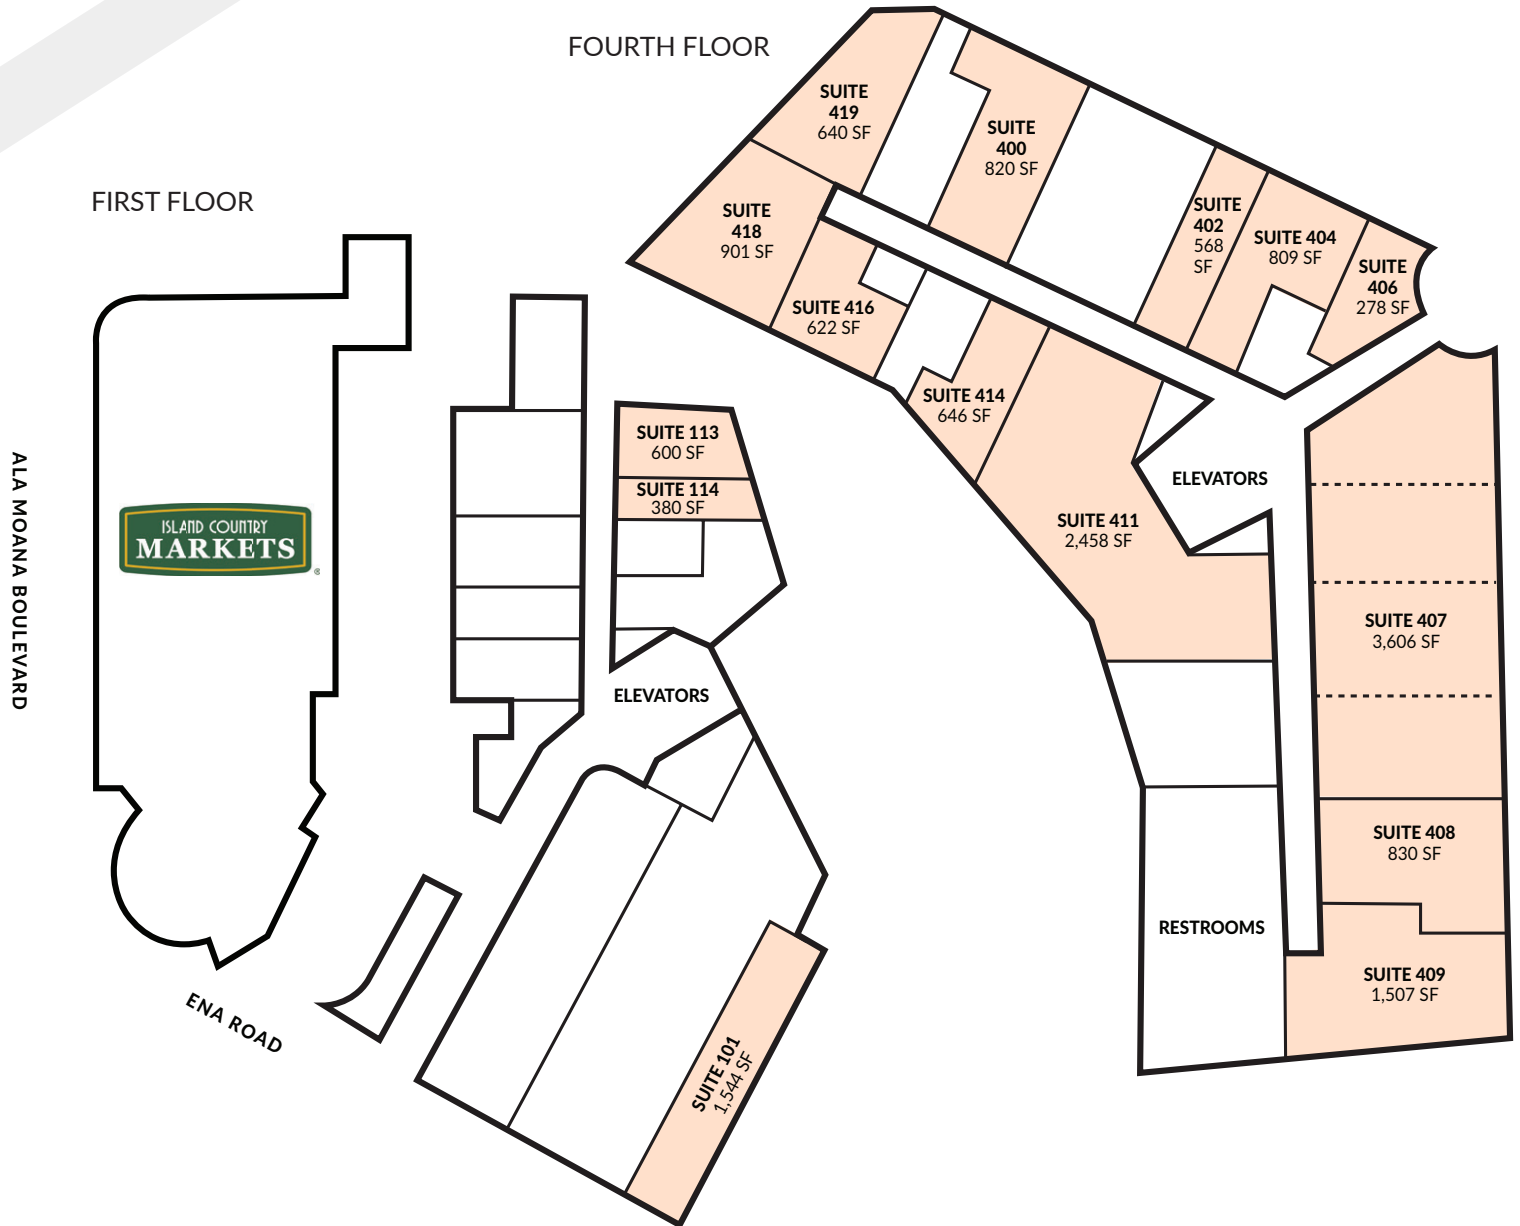 FOURTH FLOOR
SUITE
419
640 SF
SUITE
400
820 SF
SUITE
418
901 SF
SUITE
402
568
SF
SUITE 404
809 SF
SUITE
406
278 SF
SUITE 416
622 SF
SUITE 414
646 SF
ELEVATORS
SUITE 411
2,458 SF
SUITE 407
3,606 SF
SUITE 408
830 SF
RESTROOMS
SUITE 409
1,507 SF
FIRST FLOOR
ALA MOANA BOULEVARD
ISLAND COUNTRY
MARKETS
®
SUITE 113
600 SF
SUITE 114
380 SF
ELEVATORS
ENA ROAD
SUITE 101
1,544 SF